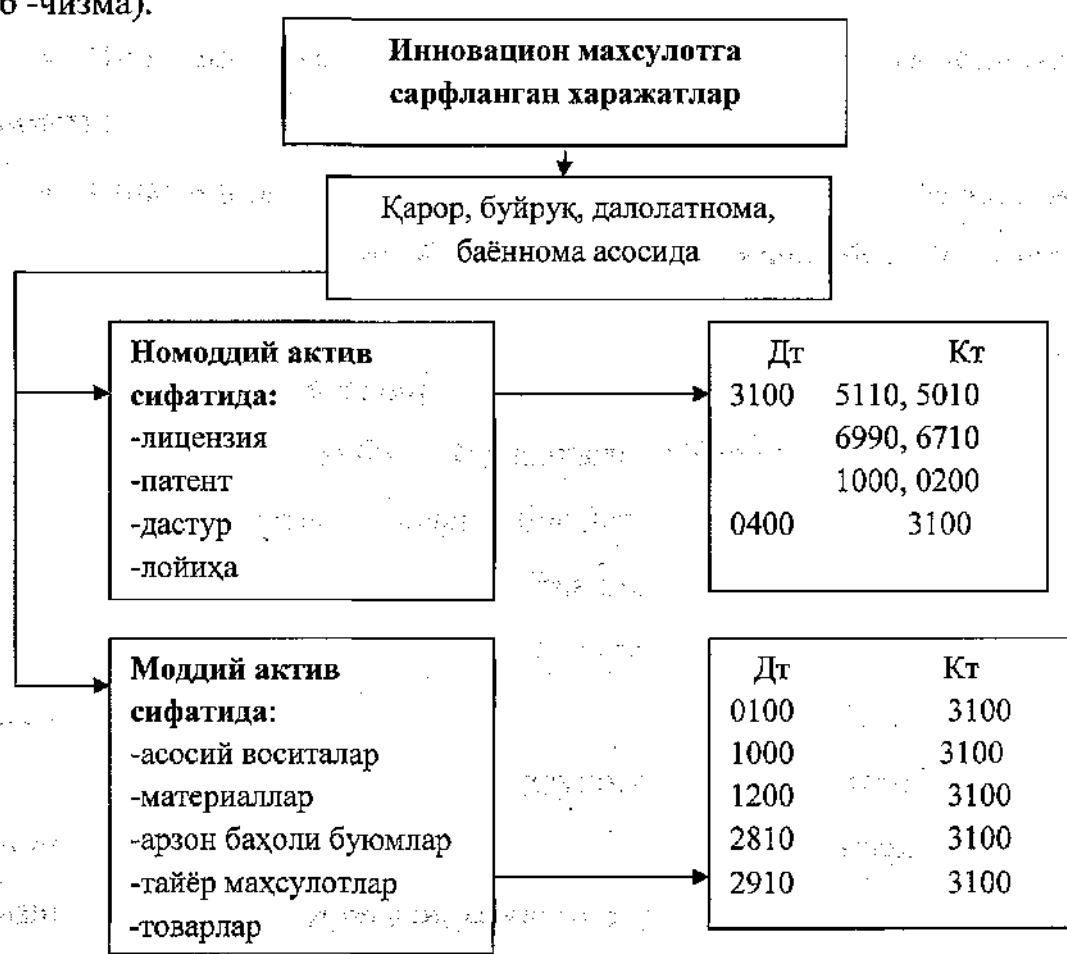 6 -чизма).
Инновацион махсулотга
сарфланган харажатлар
Қарор, буйруқ, далолатнома,
баённома асосида
Номоддий актив
сифатида:
-лицензия
-патент
-дастур
-лойиҳа
Дт Кт
3100 5110, 5010
6990, 6710
1000, 0200
0400 3100
Моддий актив
сифатида:
-асосий воситалар
-материаллар
-арзон баҳоли буюмлар
-тайёр маҳсулотлар
-товарлар
Дт Кт
0100 3100
1000 3100
1200 3100
2810 3100
2910 3100